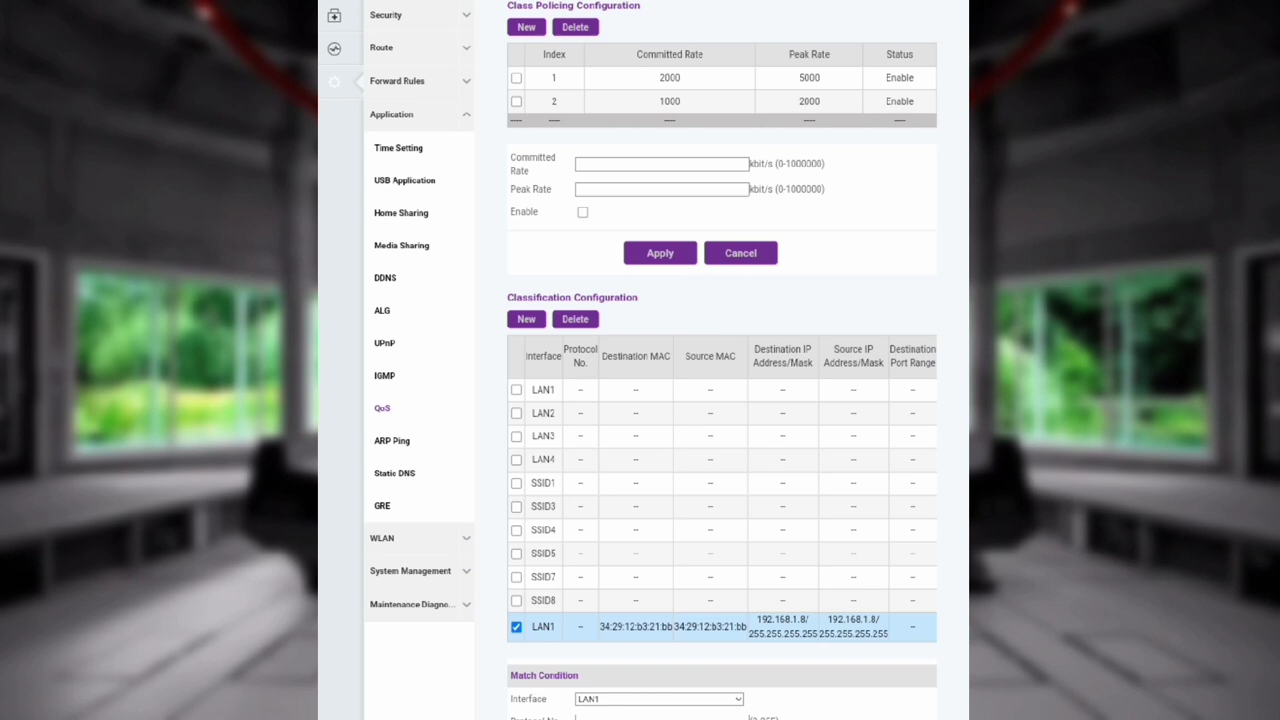 Class Policing Configuration
Security
New Delete
Route
Index Committed Rate Peak Rate Status
1 2000 5000 Enable
Forward Rules
2 1000 2000 Enable
Application
---- ---- ---- ---- ----
Time Setting
Committed Rate kbit/s (0-1000000)
USB Application
Peak Rate kbit/s (0-1000000)
Home Sharing
Enable
Media Sharing
Apply Cancel
DDNS
Classification Configuration
ALG
New Delete
UPnP
Interface Protocol No. Destination MAC Source MAC Destination IP Address/Mask Source IP Address/Mask Destination Port Range
IGMP
LAN1 -- -- -- -- -- --
QoS
LAN2 -- -- -- -- -- --
LAN3 -- -- -- -- -- --
ARP Ping
LAN4 -- -- -- -- -- --
Static DNS
SSID1 -- -- -- -- -- --
GRE
SSID3 -- -- -- -- -- --
SSID4 -- -- -- -- -- --
WLAN
SSID5 -- -- -- -- -- --
System Management
SSID7 -- -- -- -- -- --
Maintenance Diagno...
SSID8 -- -- -- -- -- --
LAN1 -- 34:29:12:b3:21:bb 34:29:12:b3:21:bb 192.168.1.8/255.255.255.255 192.168.1.8/255.255.255.255 --
Match Condition
Interface LAN1